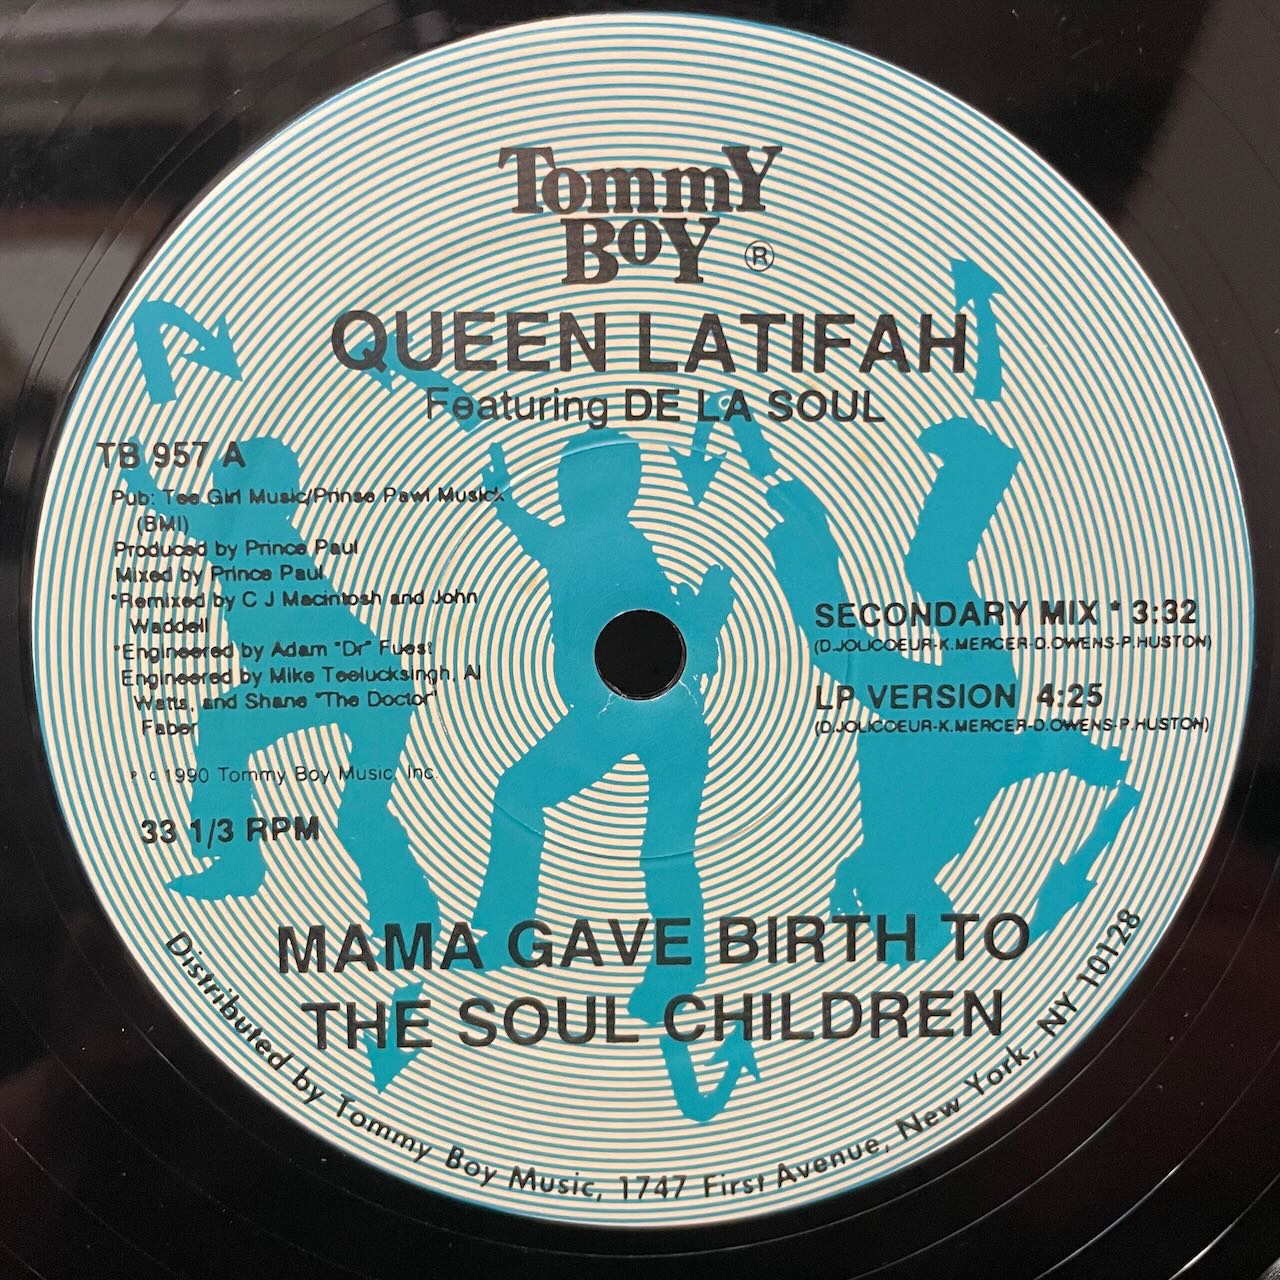 Tommy
Boy ®
QUEEN LATIFAH
Featuring DE LA SOUL
TB 957 A
Pub: Tee Girl Music/Prinse Pawl Musick
(BMI)
Produced by Prince Paul
Mixed by Prince Paul
*Remixed by C J Macintosh and John
Waddell
*Engineered by Adam "Dr" Fuest
Engineered by Mike Teelucksingh, Al
Watts, and Shane "The Doctor"
Faber
P C 1990 Tommy Boy Music, Inc.
33 1/3 RPM
SECONDARY MIX * 3:32
(D.JOLICOEUR-K.MERCER-D.OWENS-P.HUSTON)
LP VERSION 4:25
(D.JOLICOEUR-K.MERCER-D.OWENS-P.HUSTON)
MAMA GAVE BIRTH TO
THE SOUL CHILDREN
Distributed by Tommy Boy Music, 1747 First Avenue, New York, NY 10128